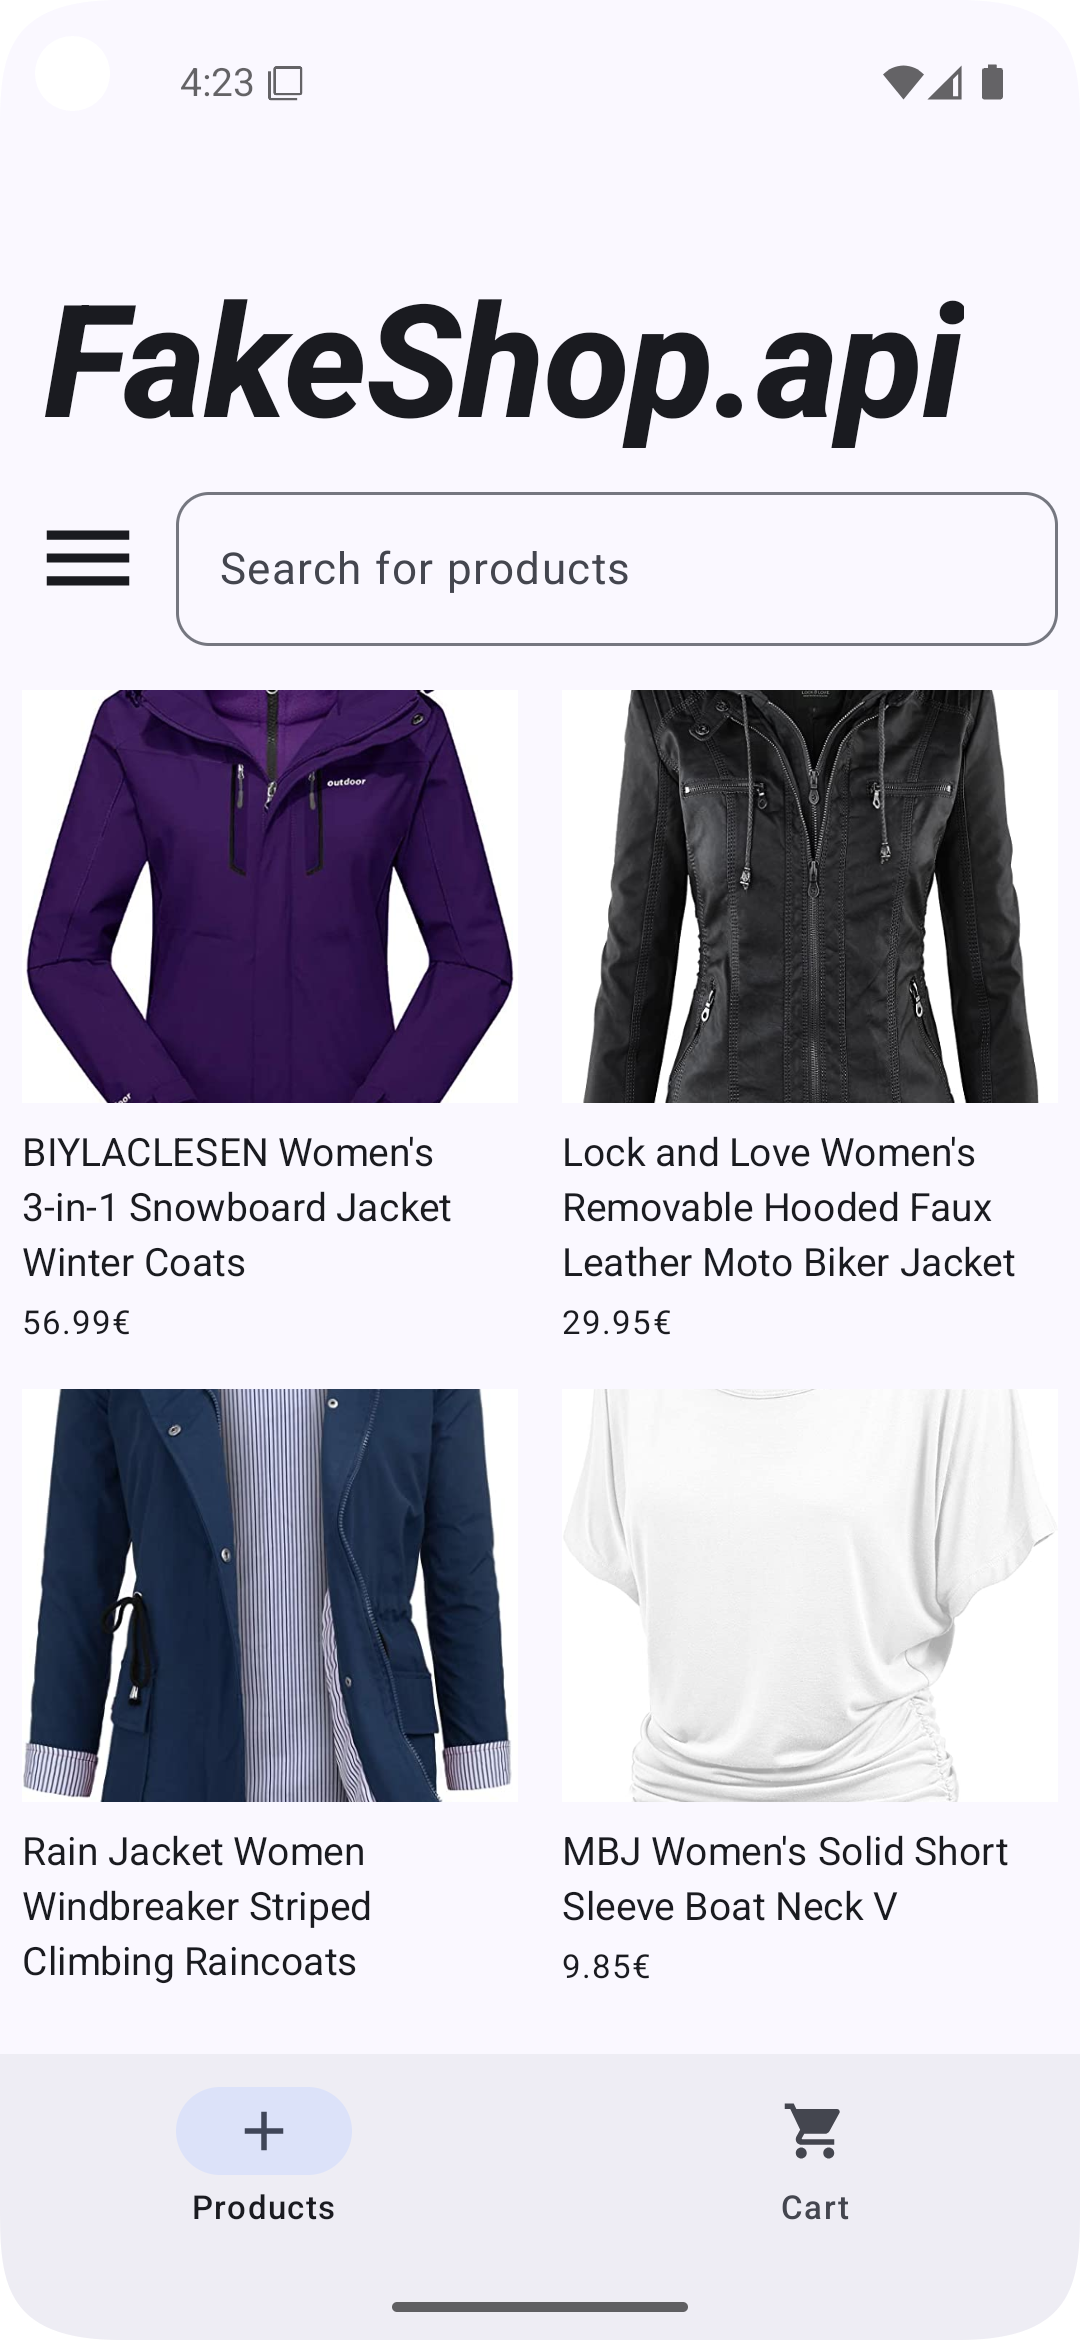 4:23
FakeShop.api
Search for products
outdoor
BIYLACLESEN Women's
3-in-1 Snowboard Jacket
Winter Coats
56.99€
Lock and Love Women's
Removable Hooded Faux
Leather Moto Biker Jacket
29.95€
Rain Jacket Women
Windbreaker Striped
Climbing Raincoats
MBJ Women's Solid Short
Sleeve Boat Neck V
9.85€
Products
Cart